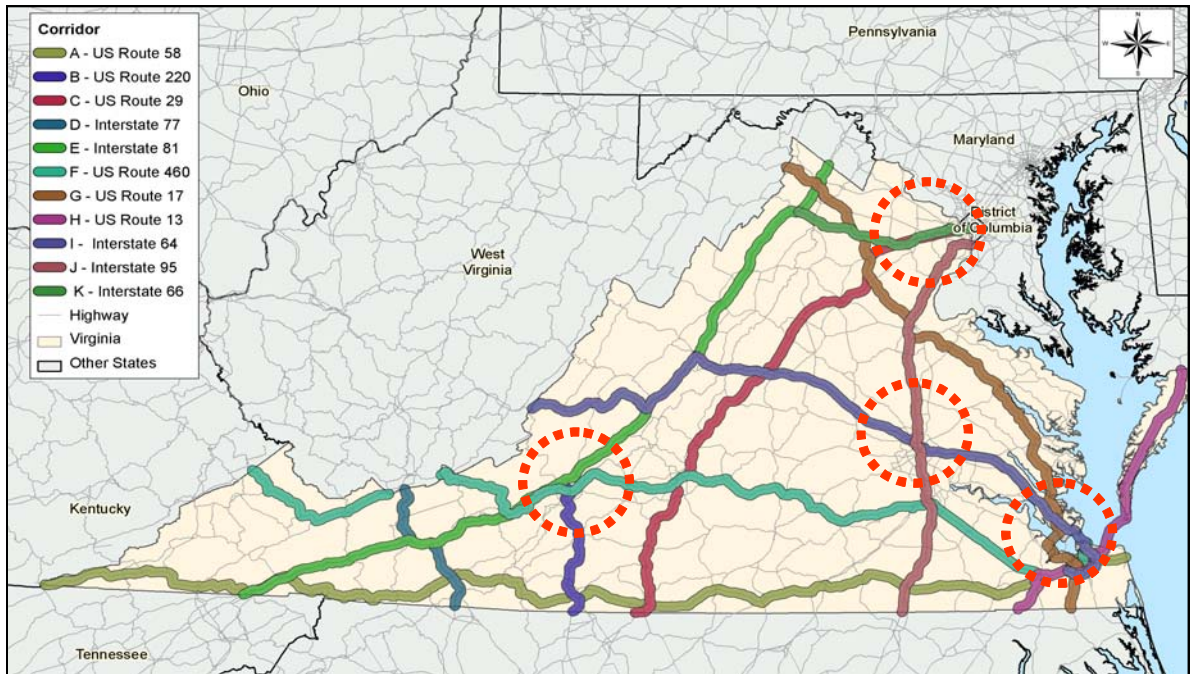 Corridor
A - US Route 58
B - US Route 220
C - US Route 29
D - Interstate 77
E - Interstate 81
F - US Route 460
G - US Route 17
H - US Route 13
I - Interstate 64
J - Interstate 95
K - Interstate 66
Highway
Virginia
Other States
Pennsylvania
N
W
E
S
Ohio
Maryland
District
of Columbia
West
Virginia
Kentucky
Tennessee